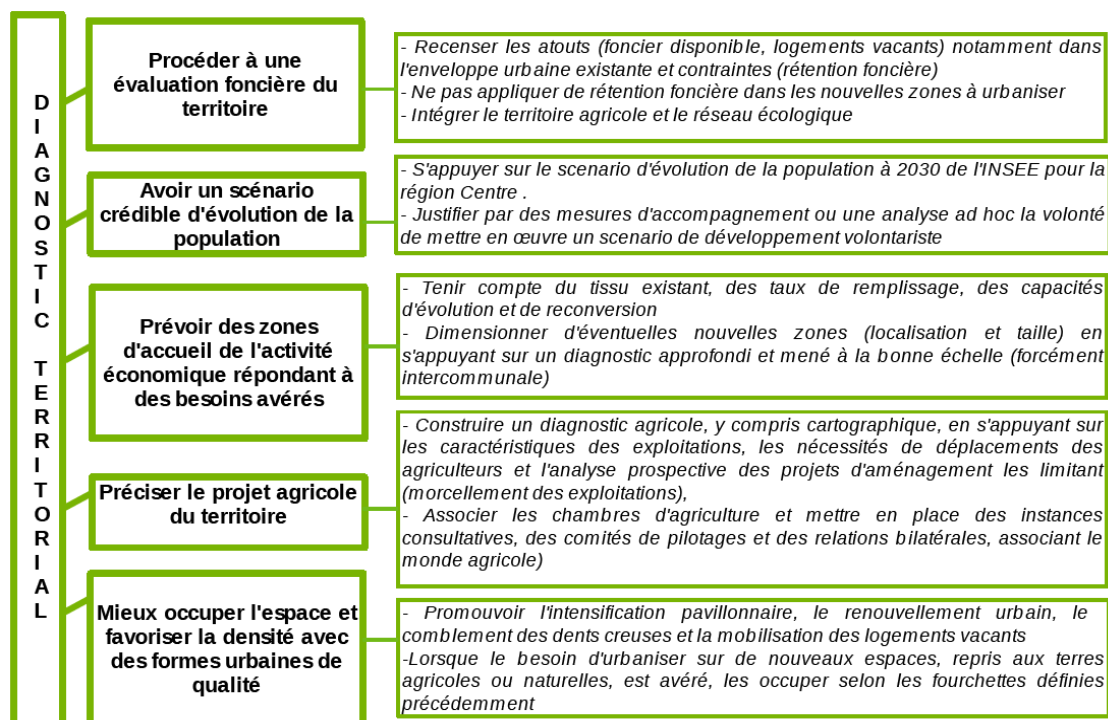 DIAGNOSTIC TERRITORIAL
Procéder à une
évaluation foncière du
territoire
- Recenser les atouts (foncier disponible, logements vacants) notamment dans
l'enveloppe urbaine existante et contraintes (rétention foncière)
- Ne pas appliquer de rétention foncière dans les nouvelles zones à urbaniser
- Intégrer le territoire agricole et le réseau écologique
Avoir un scénario
crédible d'évolution de la
population
- S'appuyer sur le scenario d'évolution de la population à 2030 de l'INSEE pour la
région Centre .
- Justifier par des mesures d'accompagnement ou une analyse ad hoc la volonté
de mettre en œuvre un scenario de développement volontariste
Prévoir des zones
d'accueil de l'activité
économique répondant à
des besoins avérés
- Tenir compte du tissu existant, des taux de remplissage, des capacités
d'évolution et de reconversion
- Dimensionner d'éventuelles nouvelles zones (localisation et taille) en
s'appuyant sur un diagnostic approfondi et mené à la bonne échelle (forcément
intercommunale)
Préciser le projet agricole
du territoire
- Construire un diagnostic agricole, y compris cartographique, en s'appuyant sur
les caractéristiques des exploitations, les nécessités de déplacements des
agriculteurs et l'analyse prospective des projets d'aménagement les limitant
(morcellement des exploitations),
- Associer les chambres d'agriculture et mettre en place des instances
consultatives, des comités de pilotages et des relations bilatérales, associant le
monde agricole)
Mieux occuper l'espace et
favoriser la densité avec
des formes urbaines de
qualité
- Promouvoir l'intensification pavillonnaire, le renouvellement urbain, le
comblement des dents creuses et la mobilisation des logements vacants
-Lorsque le besoin d'urbaniser sur de nouveaux espaces, repris aux terres
agricoles ou naturelles, est avéré, les occuper selon les fourchettes définies
précédemment